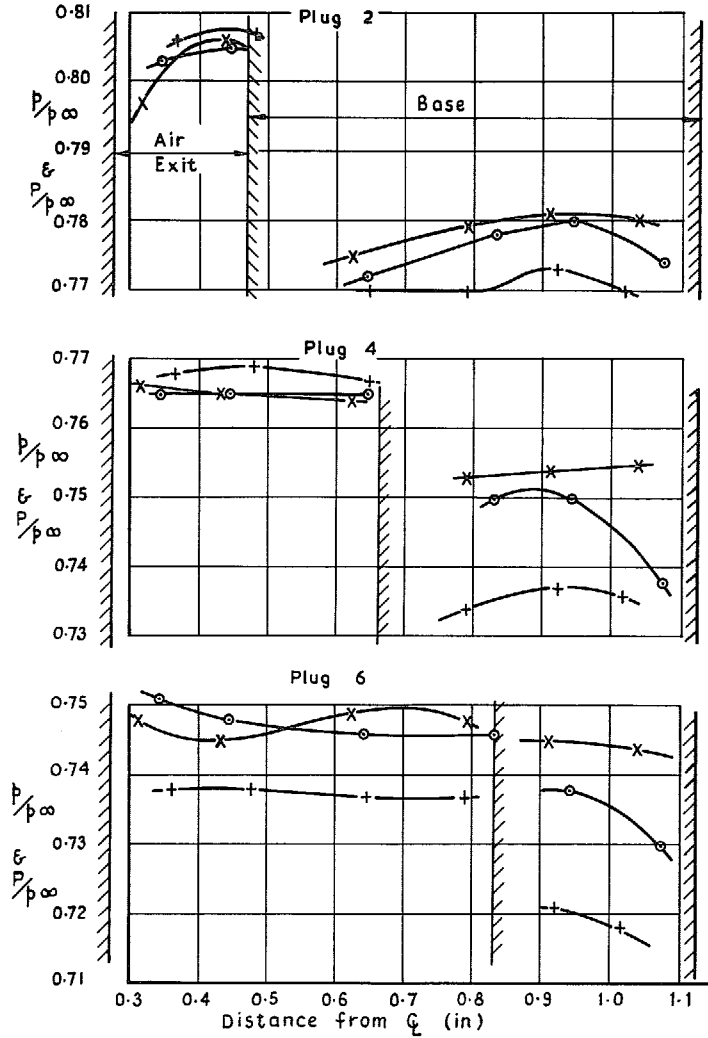 Plug 2
0.81
0.80
0.79
0.78
0.77
p/p∞
&
P/p∞
Air
Exit
Base
Plug 4
0.77
0.76
0.75
0.74
0.73
p/p∞
&
P/p∞
Plug 6
0.75
0.74
0.73
0.72
0.71
p/p∞
&
P/p∞
0.3 0.4 0.5 0.6 0.7 0.8 0.9 1.0 1.1
Distance from ℄ (in)